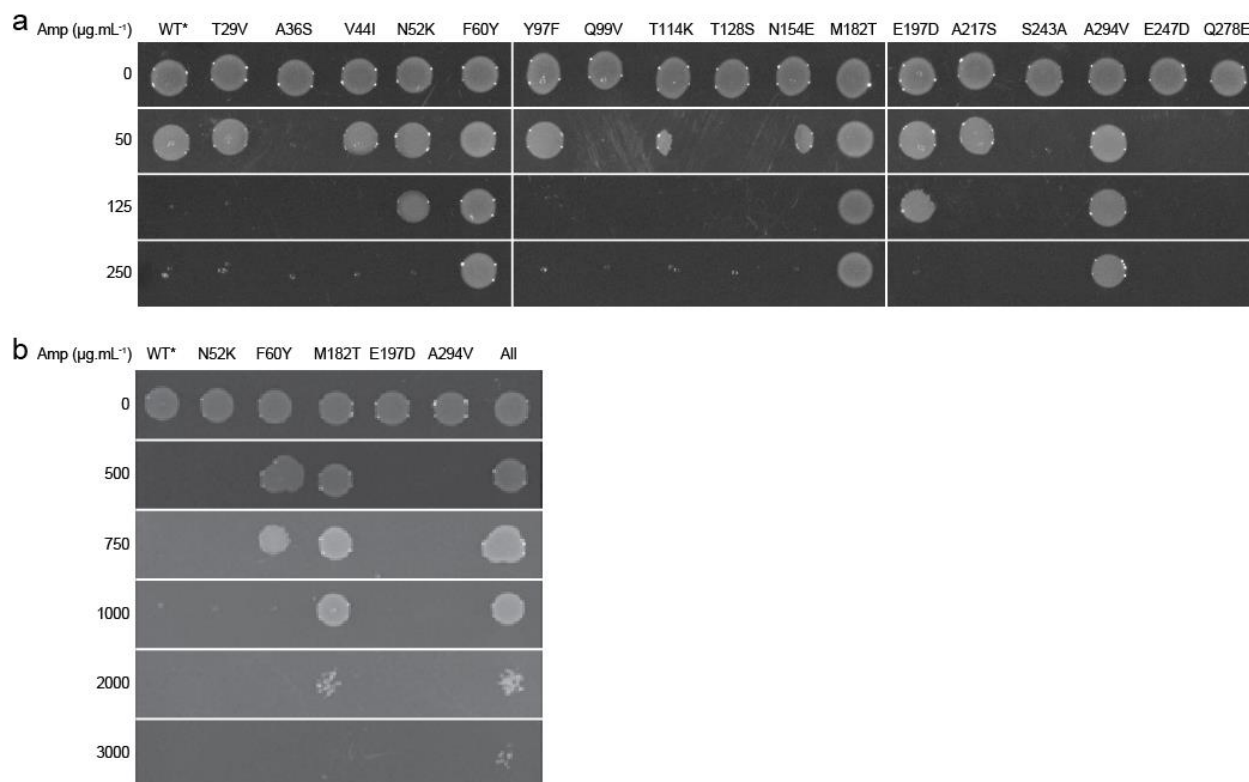 a
Amp (µg.mL⁻¹) WT* T29V A36S V44I N52K F60Y Y97F Q99V T114K T128S N154E M182T E197D A217S S243A A294V E247D Q278E
0
50
125
250
b
Amp (µg.mL⁻¹) WT* N52K F60Y M182T E197D A294V All
0
500
750
1000
2000
3000